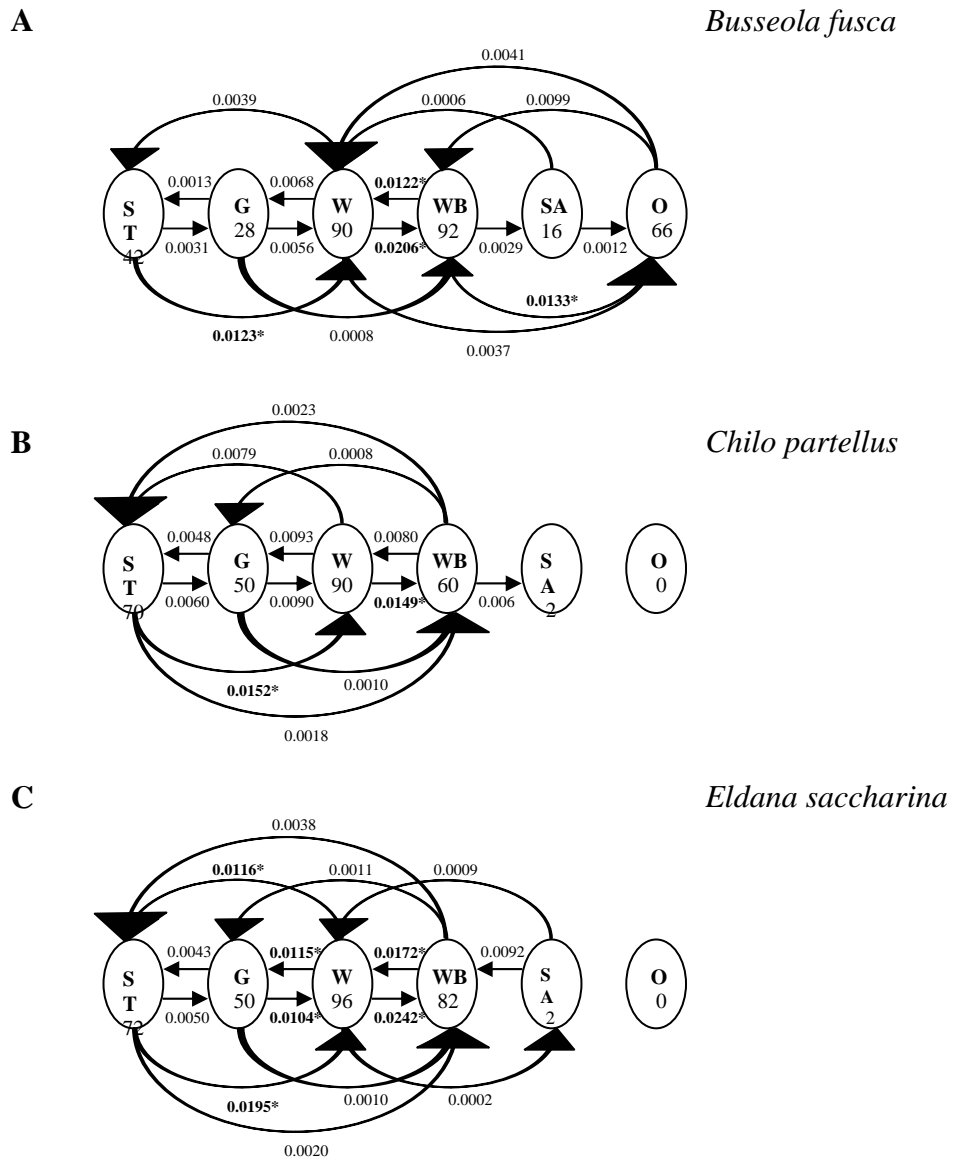 A Busseola fusca
0.0041
0.0039 0.0006 0.0099
0.0013 0.0068 0.0122*
S G W WB SA O
T 28 90 92 16 66
42
0.0031 0.0056 0.0206* 0.0029 0.0012
0.0133*
0.0123* 0.0008 0.0037
B Chilo partellus
0.0023
0.0079 0.0008
0.0048 0.0093 0.0080
S G W WB S O
T 50 90 60 A 0
70 2
0.0060 0.0090 0.0149* 0.006
0.0152* 0.0010
0.0018
C Eldana saccharina
0.0038
0.0116* 0.0011 0.0009
0.0043 0.0115* 0.0172* 0.0092
S G W WB S O
T 50 96 82 A 0
72 2
0.0050 0.0104* 0.0242*
0.0195* 0.0010 0.0002
0.0020